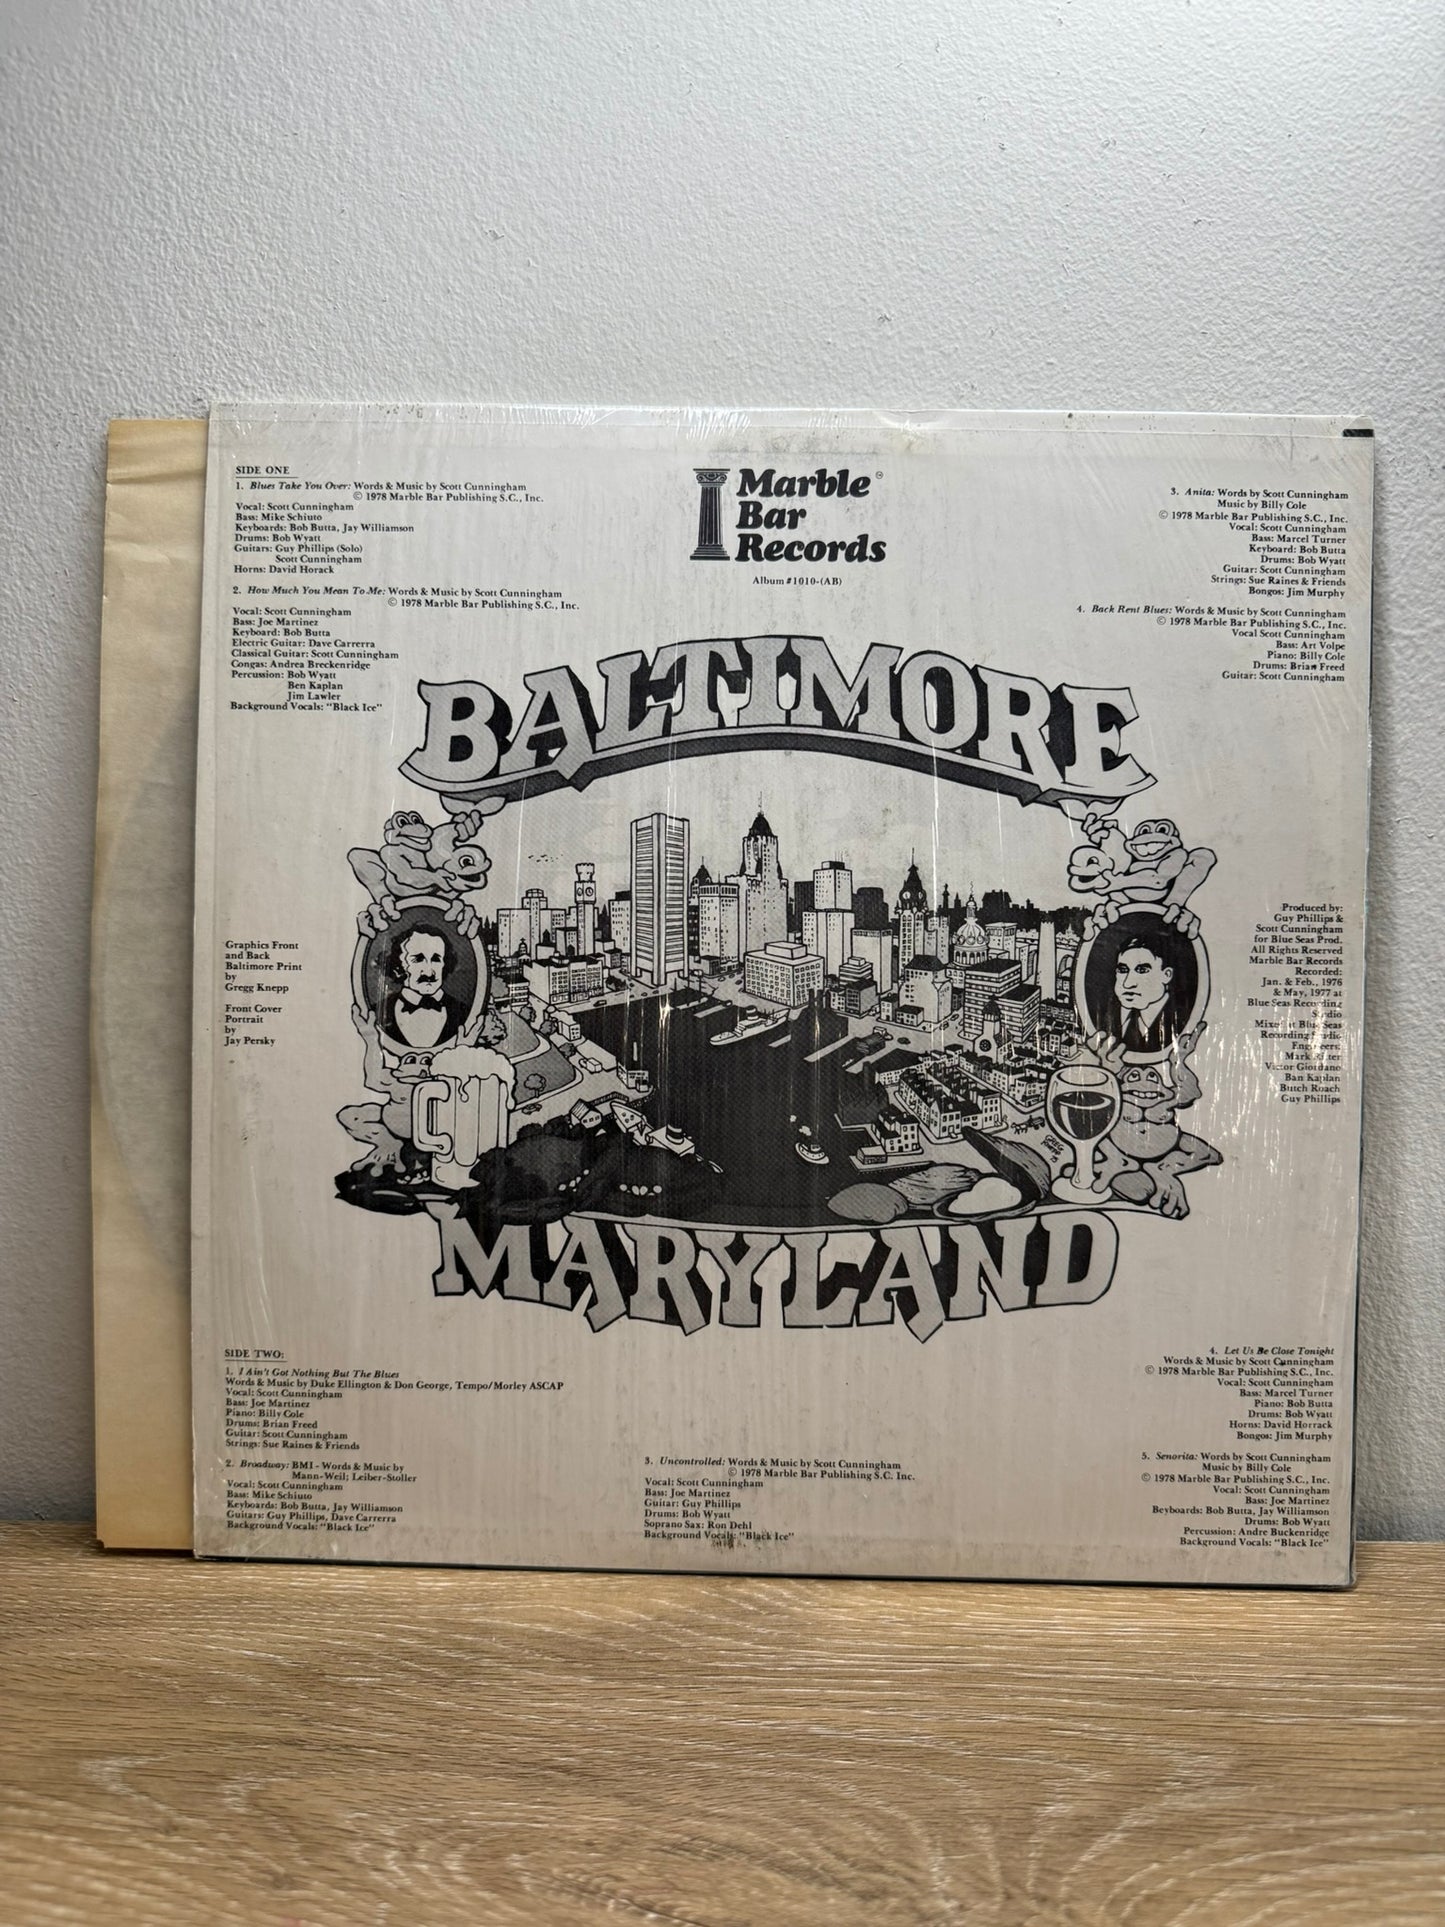 Marble
Bar
Records
Album #1010-(AB)
SIDE ONE
1. Blues Take You Over: Words & Music by Scott Cunningham
© 1978 Marble Bar Publishing S.C., Inc.
Vocal: Scott Cunningham
Bass: Mike Schiuto
Keyboards: Bob Butta, Jay Williamson
Drums: Bob Wyatt
Guitars: Guy Phillips (Solo)
Scott Cunningham
Horns: David Horack
2. How Much You Mean To Me: Words & Music by Scott Cunningham
© 1978 Marble Bar Publishing S.C., Inc.
Vocal: Scott Cunningham
Bass: Joe Martinez
Keyboard: Bob Butta
Electric Guitar: Dave Carrerra
Classical Guitar: Scott Cunningham
Congas: Andrea Breckenridge
Percussion: Bob Wyatt
Ben Kaplan
Jim Lawler
Background Vocals: "Black Ice"
3. Anita: Words by Scott Cunningham
Music by Billy Cole
© 1978 Marble Bar Publishing S.C., Inc.
Vocal: Scott Cunningham
Bass: Marcel Turner
Keyboard: Bob Butta
Drums: Bob Wyatt
Guitar: Scott Cunningham
Strings: Sue Raines & Friends
Bongos: Jim Murphy
4. Back Rent Blues: Words & Music by Scott Cunningham
© 1978 Marble Bar Publishing S.C., Inc.
Vocal Scott Cunningham
Bass: Art Volpe
Piano: Billy Cole
Drums: Brian Freed
Guitar: Scott Cunningham
BALTIMORE
MARYLAND
Graphics Front
and Back
Baltimore Print
by
Gregg Knepp
Front Cover
Portrait
by
Jay Persky
Produced by:
Guy Phillips &
Scott Cunningham
for Blue Seas Prod.
All Rights Reserved
Marble Bar Records
Recorded:
Jan. & Feb., 1976
& May, 1977 at
Blue Seas Recording
Studio
Mixed at Blue Seas
Recording Studio
Engineers:
Mark
Victor Giordano
Ban Kaplan
Butch Roach
Guy Phillips
SIDE TWO:
1. I Ain't Got Nothing But The Blues
Words & Music by Duke Ellington & Don George, Tempo/Morley ASCAP
Vocal: Scott Cunningham
Bass: Joe Martinez
Piano: Billy Cole
Drums: Brian Freed
Guitar: Scott Cunningham
Strings: Sue Raines & Friends
2. Broadway: BMI - Words & Music by
Mann-Weil; Leiber-Stoller
Vocal: Scott Cunningham
Bass: Mike Schiuto
Keyboards: Bob Butta, Jay Williamson
Guitars: Guy Phillips, Dave Carrerra
Background Vocals: "Black Ice"
3. Uncontrolled: Words & Music by Scott Cunningham
© 1978 Marble Bar Publishing S.C. Inc.
Vocal: Scott Cunningham
Bass: Joe Martinez
Guitar: Guy Phillips
Drums: Bob Wyatt
Soprano Sax: Ron Dehl
Background Vocals: "Black Ice"
4. Let Us Be Close Tonight
Words & Music by Scott Cunningham
© 1978 Marble Bar Publishing S.C., Inc.
Vocal: Scott Cunningham
Bass: Marcel Turner
Piano: Bob Butta
Drums: Bob Wyatt
Horns: David Horrack
Bongos: Jim Murphy
5. Senorita: Words by Scott Cunningham
Music by Billy Cole
© 1978 Marble Bar Publishing S.C., Inc.
Vocal: Scott Cunningham
Bass: Joe Martinez
Beyboards: Bob Butta, Jay Williamson
Drums: Bob Wyatt
Percussion: Andre Buckenridge
Background Vocals: "Black Ice"